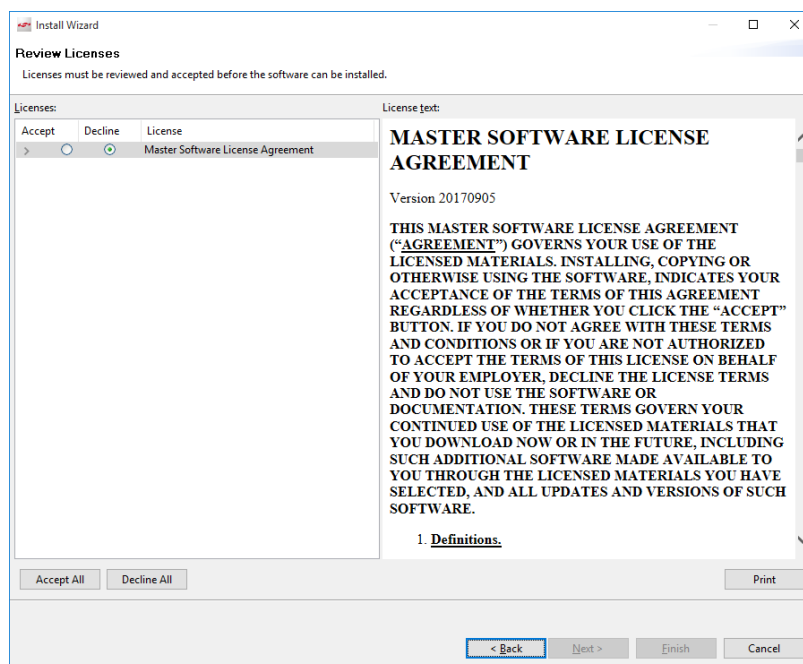 Install Wizard
Review Licenses
Licenses must be reviewed and accepted before the software can be installed.
Licenses:
Accept Decline License
Master Software License Agreement
License text:
MASTER SOFTWARE LICENSE
AGREEMENT
Version 20170905
THIS MASTER SOFTWARE LICENSE AGREEMENT
(“AGREEMENT”) GOVERNS YOUR USE OF THE
LICENSED MATERIALS. INSTALLING, COPYING OR
OTHERWISE USING THE SOFTWARE, INDICATES YOUR
ACCEPTANCE OF THE TERMS OF THIS AGREEMENT
REGARDLESS OF WHETHER YOU CLICK THE “ACCEPT”
BUTTON. IF YOU DO NOT AGREE WITH THESE TERMS
AND CONDITIONS OR IF YOU ARE NOT AUTHORIZED
TO ACCEPT THE TERMS OF THIS LICENSE ON BEHALF
OF YOUR EMPLOYER, DECLINE THE LICENSE TERMS
AND DO NOT USE THE SOFTWARE OR
DOCUMENTATION. THESE TERMS GOVERN YOUR
CONTINUED USE OF THE LICENSED MATERIALS THAT
YOU DOWNLOAD NOW OR IN THE FUTURE, INCLUDING
SUCH ADDITIONAL SOFTWARE MADE AVAILABLE TO
YOU THROUGH THE LICENSED MATERIALS YOU HAVE
SELECTED, AND ALL UPDATES AND VERSIONS OF SUCH
SOFTWARE.
1. Definitions.
Accept All Decline All Print
< Back Next > Finish Cancel